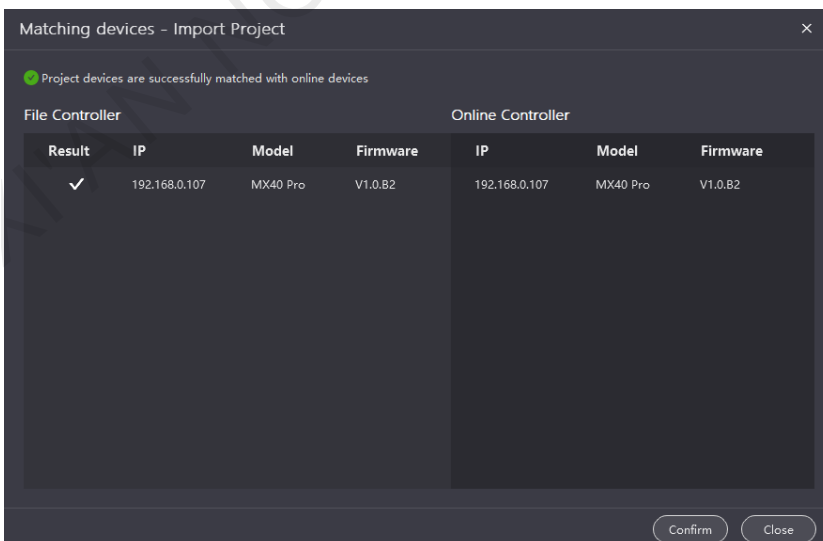 Matching devices - Import Project
Project devices are successfully matched with online devices
File Controller Online Controller
Result IP Model Firmware IP Model Firmware
192.168.0.107 MX40 Pro V1.0.B2 192.168.0.107 MX40 Pro V1.0.B2
Confirm Close